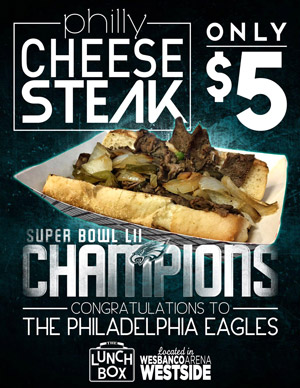 philly
CHEESE
STEAK
ONLY
$5
SUPER BOWL LII
CHAMPIONS
CONGRATULATIONS TO
THE PHILADELPHIA EAGLES
THE
LUNCH
BOX
Located in
WESBANCO ARENA
WESTSIDE